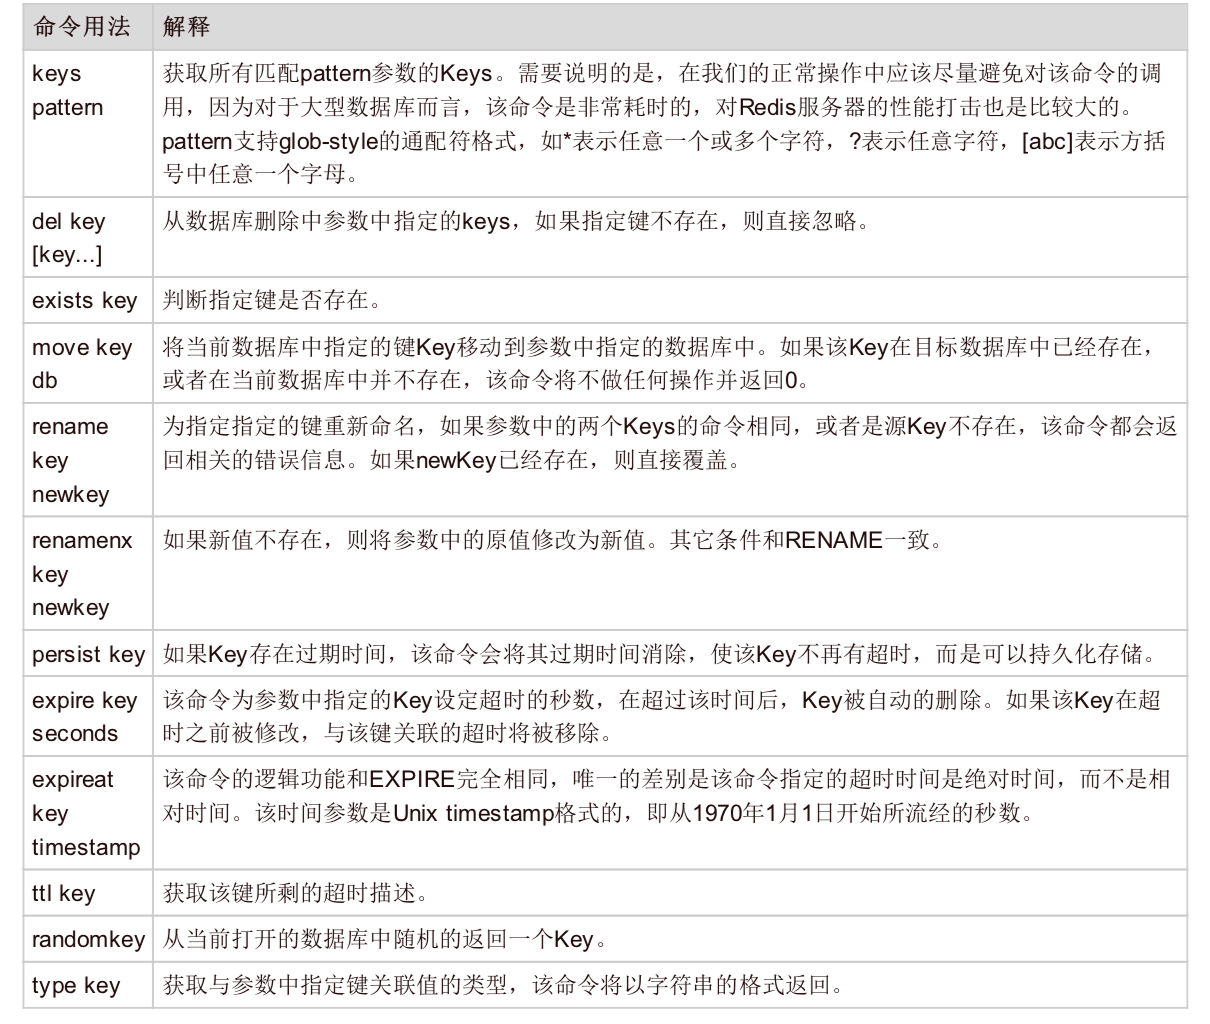 命令用法 解释
keys 获取所有匹配pattern参数的Keys。需要说明的是，在我们的正常操作中应该尽量避免对该命令的调
pattern 用，因为对于大型数据库而言，该命令是非常耗时的，对Redis服务器的性能打击也是比较大的。
pattern支持glob-style的通配符格式，如*表示任意一个或多个字符，?表示任意字符，[abc]表示方括
号中任意一个字母。
del key 从数据库删除中参数中指定的keys，如果指定键不存在，则直接忽略。
[key...]
exists key 判断指定键是否存在。
move key 将当前数据库中指定的键Key移动到参数中指定的数据库中。如果该Key在目标数据库中已经存在，
db 或者在当前数据库中并不存在，该命令将不做任何操作并返回0。
rename 为指定指定的键重新命名，如果参数中的两个Keys的命令相同，或者是源Key不存在，该命令都会返
key 回相关的错误信息。如果newKey已经存在，则直接覆盖。
newkey
renamenx 如果新值不存在，则将参数中的原值修改为新值。其它条件和RENAME一致。
key
newkey
persist key 如果Key存在过期时间，该命令会将其过期时间消除，使该Key不再有超时，而是可以持久化存储。
expire key 该命令为参数中指定的Key设定超时的秒数，在超过该时间后，Key被自动的删除。如果该Key在超
seconds 时之前被修改，与该键关联的超时将被移除。
expireat 该命令的逻辑功能和EXPIRE完全相同，唯一的差别是该命令指定的超时时间是绝对时间，而不是相
key 对时间。该时间参数是Unix timestamp格式的，即从1970年1月1日开始所流经的秒数。
timestamp
ttl key 获取该键所剩的超时描述。
randomkey 从当前打开的数据库中随机的返回一个Key。
type key 获取与参数中指定键关联值的类型，该命令将以字符串的格式返回。